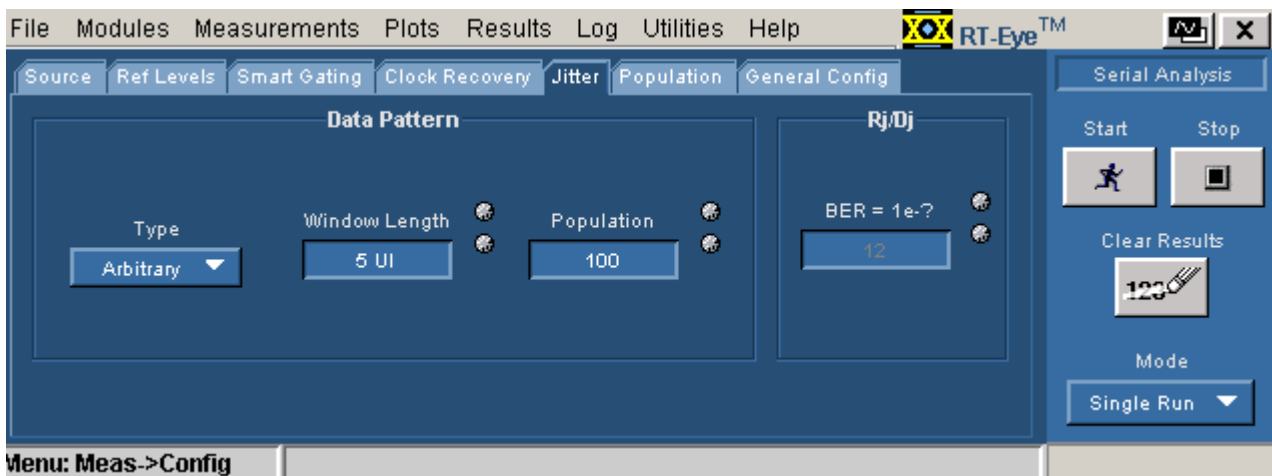 File Modules Measurements Plots Results Log Utilities Help RT-Eye™
Source Ref Levels Smart Gating Clock Recovery Jitter Population General Config
Serial Analysis
Data Pattern
Rj/Dj
Start Stop
Type
Arbitrary
Window Length
5 UI
Population
100
BER = 1e-?
12
Clear Results
123
Mode
Single Run
Menu: Meas->Config